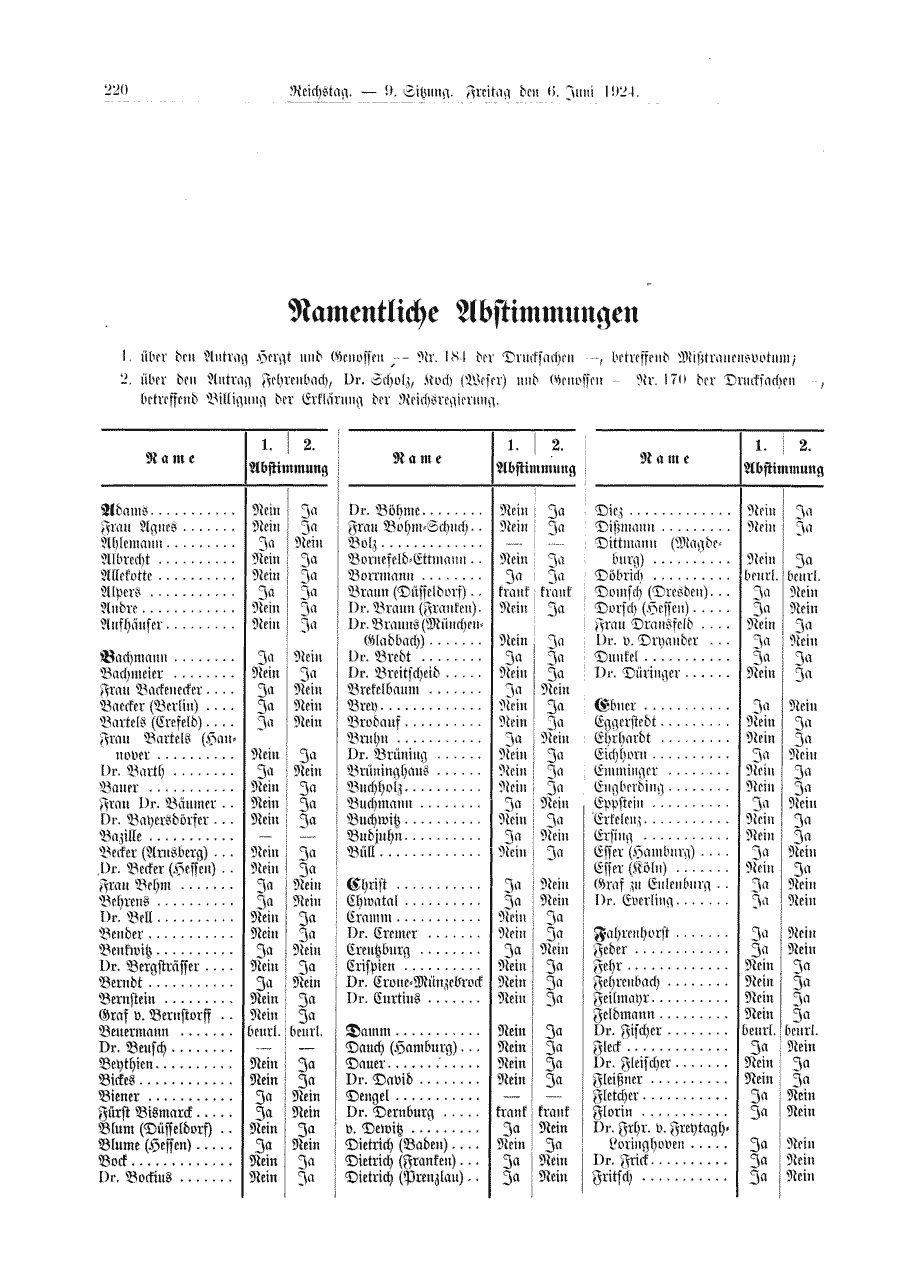 220 Reichstag. — 9. Sitzung. Freitag den 6. Juni 1924.
Namentliche Abstimmungen
1. über den Antrag Hergt und Genossen — Nr. 184 der Drucksachen —, betreffend Mißtrauensvotum;
2. über den Antrag Fehrenbach, Dr. Scholz, Koch (Weser) und Genossen — Nr. 170 der Drucksachen —,
betreffend Billigung der Erklärung der Reichsregierung.
Name 1. 2.
Abstimmung
Adams Nein Ja
Frau Agnes Nein Ja
Ahlemann Ja Nein
Albrecht Nein Ja
Allekotte Nein Ja
Alpers Ja Ja
Andre Nein Ja
Aufhäuser Nein Ja
Bachmann Ja Nein
Bachmeier Nein Ja
Frau Backenecker Ja Nein
Baecker (Berlin) Ja Nein
Bartels (Crefeld) Ja Nein
Frau Bartels (Han-
nover Nein Ja
Dr. Barth Ja Nein
Bauer Nein Ja
Frau Dr. Bäumer Nein Ja
Dr. Bayersdörfer Nein Ja
Bazille — —
Becker (Arnsberg) Nein Ja
Dr. Becker (Hessen) Nein Ja
Frau Behm Ja Nein
Behrens Ja Nein
Dr. Bell Nein Ja
Bender Nein Ja
Benkwitz Ja Nein
Dr. Bergsträsser Nein Ja
Berndt Ja Nein
Bernstein Nein Ja
Graf v. Bernstorff Nein Ja
Beuermann beurl. beurl.
Dr. Beusch — —
Beythien Nein Ja
Bickes Nein Ja
Biener Ja Nein
Fürst Bismarck Ja Nein
Blum (Düsseldorf) Nein Ja
Blume (Hessen) Ja Nein
Bock Nein Ja
Dr. Bockius Nein Ja
Name 1. 2.
Abstimmung
Dr. Böhme Nein Ja
Frau Bohm-Schuch Nein Ja
Bolz — —
Bornefeld-Ettmann Nein Ja
Borrmann Ja Ja
Braun (Düsseldorf) krank krank
Dr. Braun (Franken) Nein Ja
Dr. Brauns (München-
Gladbach) Nein Ja
Dr. Bredt Ja Ja
Dr. Breitscheid Nein Ja
Brekelbaum Ja Nein
Brey Nein Ja
Brodauf Nein Ja
Bruhn Ja Nein
Dr. Brüning Nein Ja
Brüninghaus Nein Ja
Buchholz Nein Ja
Buchmann Ja Nein
Buchwitz Nein Ja
Budjuhn Ja Nein
Büll Nein Ja
Christ Ja Nein
Chwatal Ja Nein
Cramm Nein Ja
Dr. Cremer Nein Ja
Creutzburg Ja Nein
Crispien Nein Ja
Dr. Crone-Münzebrock Nein Ja
Dr. Curtius Nein Ja
Damm Nein Ja
Dauch (Hamburg) Nein Ja
Dauer Nein Ja
Dr. David Nein Ja
Dengel — —
Dr. Dernburg krank krank
v. Dewitz Ja Nein
Dietrich (Baden) Nein Ja
Dietrich (Franken) Ja Nein
Dietrich (Prenzlau) Ja Nein
Name 1. 2.
Abstimmung
Diez Nein Ja
Dißmann Nein Ja
Dittmann (Magde-
burg) Nein Ja
Döbrich beurl. beurl.
Domsch (Dresden) Ja Nein
Dorsch (Hessen) Ja Nein
Frau Dransfeld Nein Ja
Dr. v. Dryander Ja Nein
Dunkel Ja Ja
Dr. Düringer Nein Ja
Ebner Ja Nein
Eggerstedt Nein Ja
Ehrhardt Nein Ja
Eichhorn Ja Nein
Emminger Nein Ja
Engberding Nein Ja
Eppstein Ja Nein
Erkelenz Nein Ja
Ersing Nein Ja
Esser (Hamburg) Ja Nein
Esser (Köln) Nein Ja
Graf zu Eulenburg Ja Nein
Dr. Everling Ja Nein
Fahrenhorst Ja Nein
Feder Ja Nein
Fehr Nein Ja
Fehrenbach Nein Ja
Feilmayr Nein Ja
Feldmann Nein Ja
Dr. Fischer beurl. beurl.
Fleck Ja Nein
Dr. Fleischer Nein Ja
Fleißner Nein Ja
Fletcher Ja Nein
Florin Ja Nein
Dr. Frhr. v. Freytagh-
Loringhoven Ja Nein
Dr. Frick Ja Nein
Fritsch Ja Nein